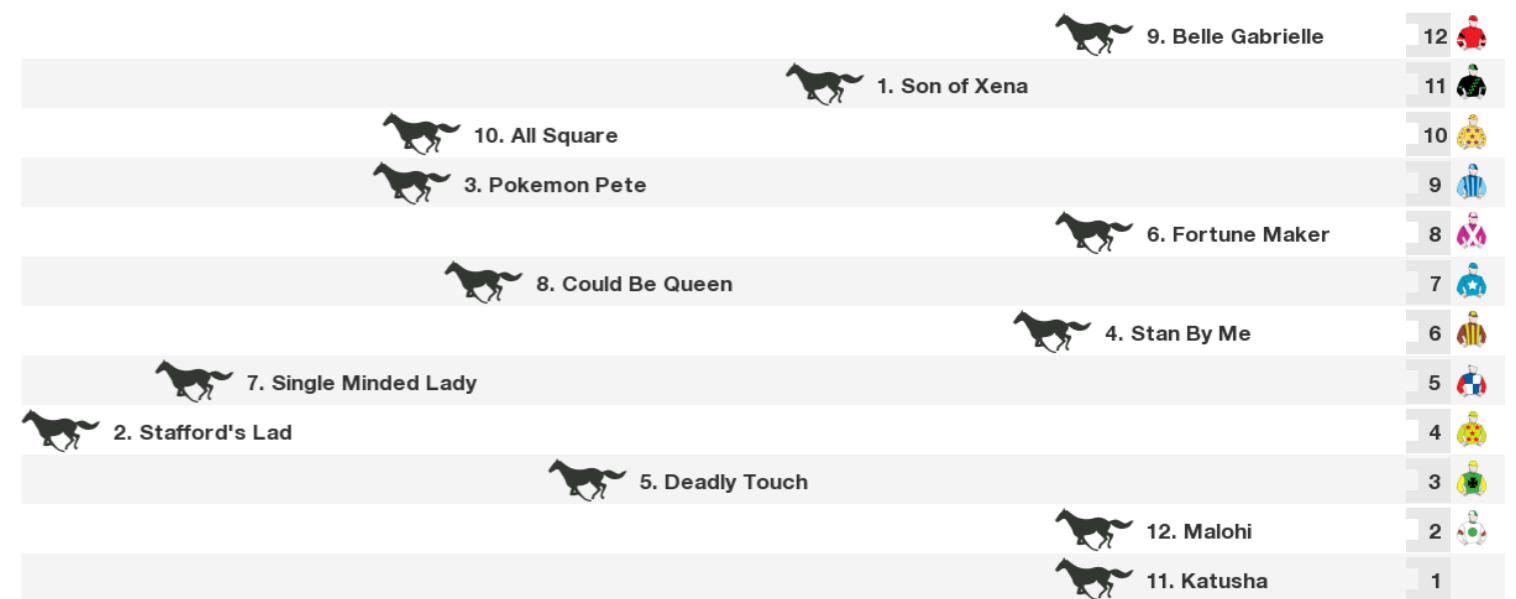 9. Belle Gabrielle 12
1. Son of Xena 11
10. All Square 10
3. Pokemon Pete 9
6. Fortune Maker 8
8. Could Be Queen 7
4. Stan By Me 6
7. Single Minded Lady 5
2. Stafford's Lad 4
5. Deadly Touch 3
12. Malohi 2
11. Katusha 1